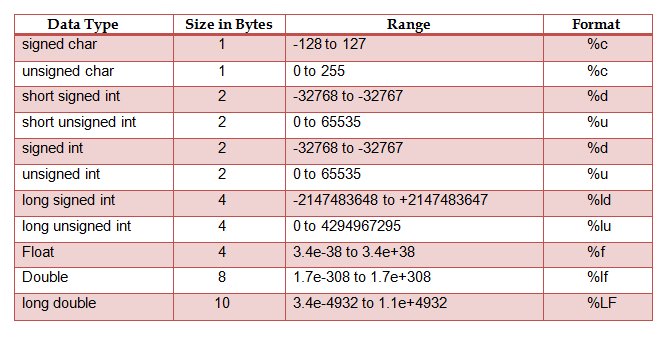 Data Type Size in Bytes Range Format
signed char 1 -128 to 127 %c
unsigned char 1 0 to 255 %c
short signed int 2 -32768 to -32767 %d
short unsigned int 2 0 to 65535 %u
signed int 2 -32768 to -32767 %d
unsigned int 2 0 to 65535 %u
long signed int 4 -2147483648 to +2147483647 %ld
long unsigned int 4 0 to 4294967295 %lu
Float 4 3.4e-38 to 3.4e+38 %f
Double 8 1.7e-308 to 1.7e+308 %lf
long double 10 3.4e-4932 to 1.1e+4932 %LF